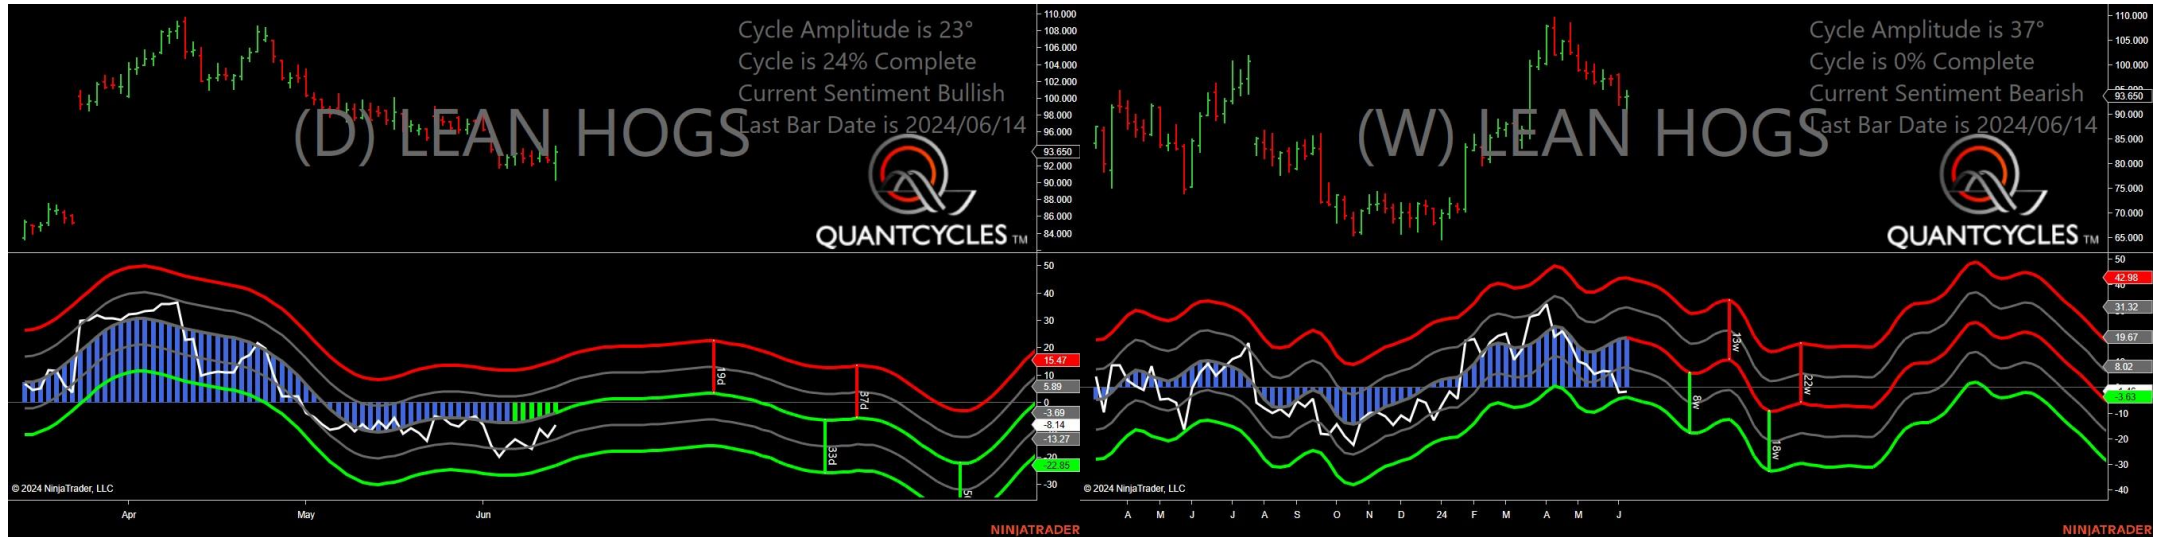 Cycle Amplitude is 23°
Cycle is 24% Complete
Current Sentiment Bullish
Last Bar Date is 2024/06/14
(D) LEAN HOGS
QUANTCYCLES TM
110.000
108.000
106.000
104.000
102.000
100.000
98.000
96.000
93.650
92.000
90.000
88.000
86.000
84.000
50
40
30
20
15.47
10
5.89
0
-3.69
-8.14
-13.27
-22.85
-30
19d
33d
37d
© 2024 NinjaTrader, LLC
Apr May Jun
NINJATRADER
Cycle Amplitude is 37°
Cycle is 0% Complete
Current Sentiment Bearish
Last Bar Date is 2024/06/14
(W) LEAN HOGS
QUANTCYCLES TM
110.000
105.000
100.000
93.650
90.000
85.000
80.000
75.000
70.000
65.000
50
42.98
40
31.32
19.67
8.02
-3.63
-10
-20
-30
-40
8w
13w
18w
22w
© 2024 NinjaTrader, LLC
A M J J A S O N D 24 F M A M J
NINJATRADER